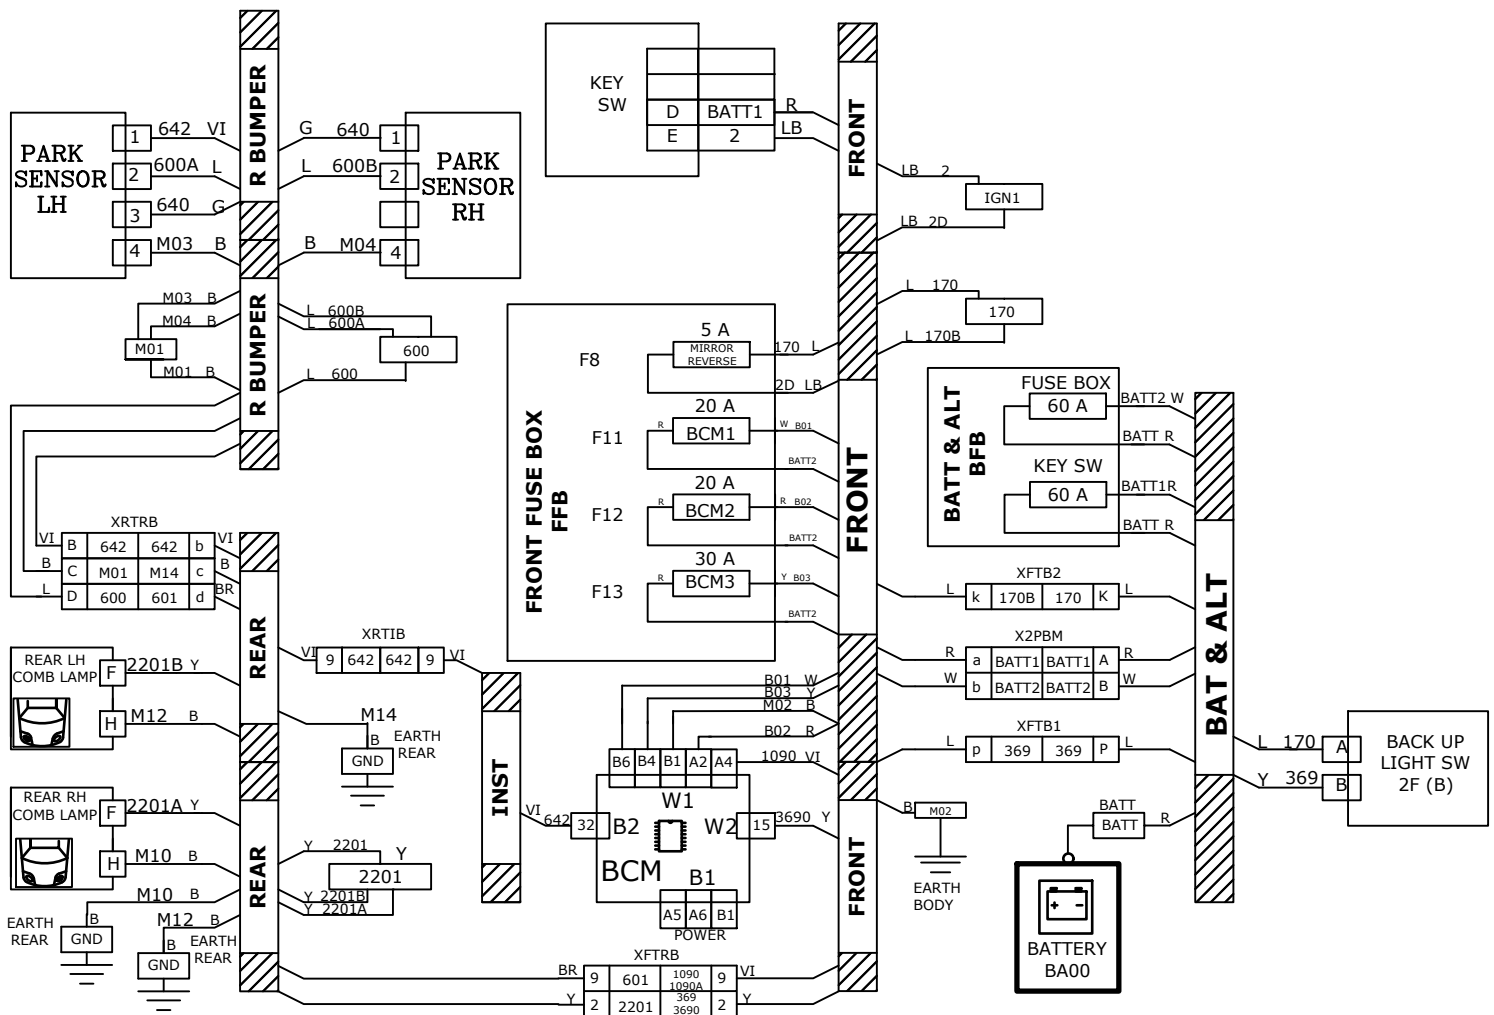 R BUMPER
PARK
SENSOR
LH
1
642
VI
2
600A
L
3
640
G
4
M03
B
G
640
1
L
600B
2
B
M04
4
PARK
SENSOR
RH
R BUMPER
M03
B
M04
B
M01
M01
B
L
600B
L
600A
600
L
600
XRTRB
VI
B
642
642
b
VI
B
C
M01
M14
c
B
L
D
600
601
d
BR
REAR
REAR LH
COMB LAMP
F
2201B
Y
H
M12
B
VI
XRTIB
9
642
642
9
VI
M14
B
GND
EARTH
REAR
REAR RH
COMB LAMP
F
2201A
Y
H
M10
B
M10
B
EARTH
REAR
B
GND
M12
B
B
GND
EARTH
REAR
REAR
Y
2201
Y
2201
Y
2201B
Y
2201A
INST
VI
642
32
B2
W1
W2
BCM
B1
15
3690
Y
B6
B4
B1
A2
A4
1090
VI
B01
W
B03
Y
M02
B
B02
R
A5
A6
B1
POWER
XFTRB
BR
9
601
1090
1090A
9
VI
Y
2
2201
369
3690
2
Y
KEY
SW
D
BATT1
R
E
2
LB
FRONT
LB
2
IGN1
LB
2D
L
170
170
L
170B
FRONT FUSE BOX
FFB
F8
5 A
MIRROR
REVERSE
170
L
2D
LB
F11
20 A
R
BCM1
W
B01
BATT2
F12
20 A
R
BCM2
R
B02
BATT2
F13
30 A
R
BCM3
Y
B03
BATT2
FRONT
FRONT
BATT & ALT
BFB
FUSE BOX
60 A
BATT2
W
BATT
R
KEY SW
60 A
BATT1
R
BATT
R
XFTB2
L
k
170B
170
K
L
X2PBM
R
a
BATT1
BATT1
A
R
W
b
BATT2
BATT2
B
W
XFTB1
L
p
369
369
P
L
B
M02
EARTH
BODY
BATT
BATT
R
+
-
BATTERY
BA00
BAT & ALT
L
170
A
Y
369
B
BACK UP
LIGHT SW
2F (B)